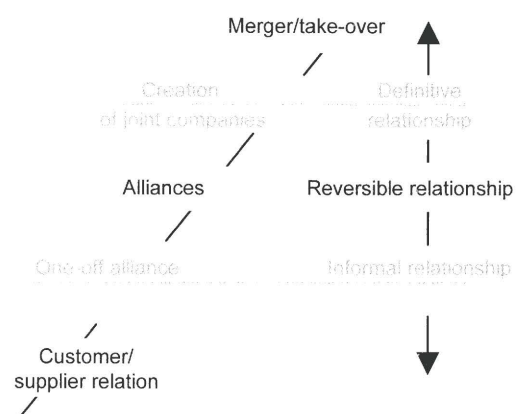 Merger/take-over
Creation
of joint companies
Definitive
relationship
Alliances
Reversible relationship
One-off alliance
Informal relationship
Customer/
supplier relation